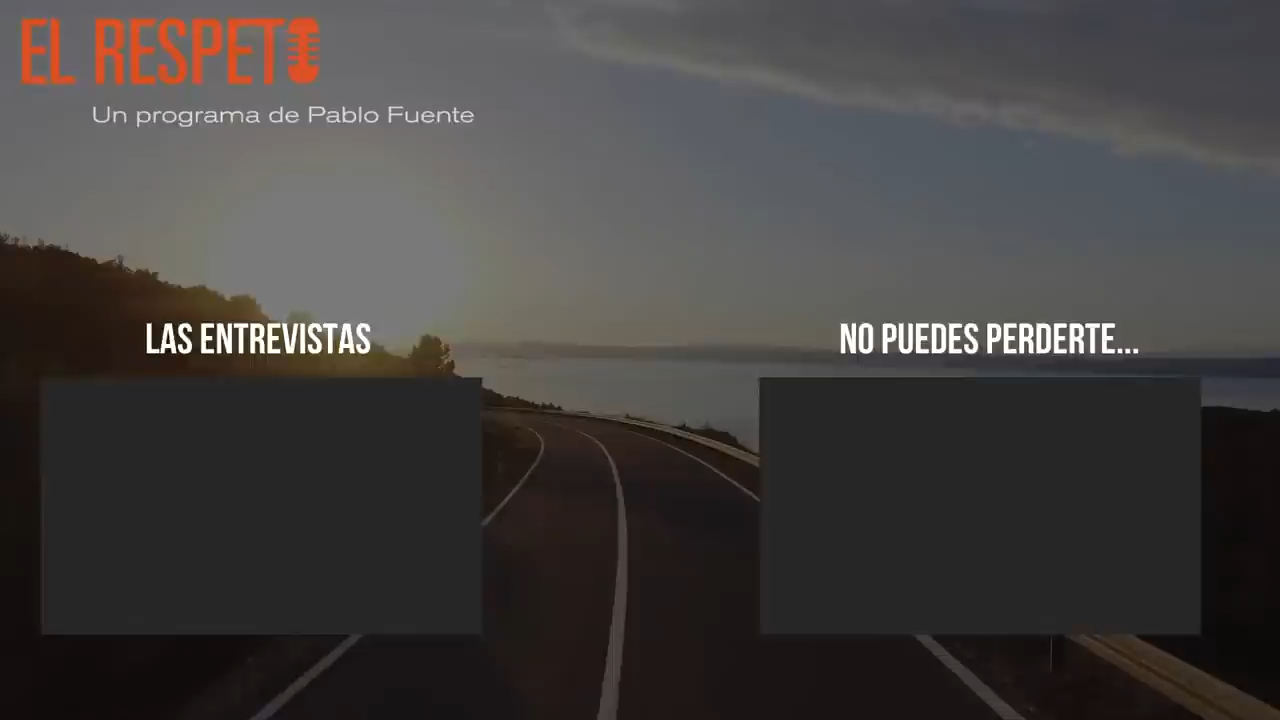 EL RESPETO
Un programa de Pablo Fuente
LAS ENTREVISTAS
NO PUEDES PERDERTE...